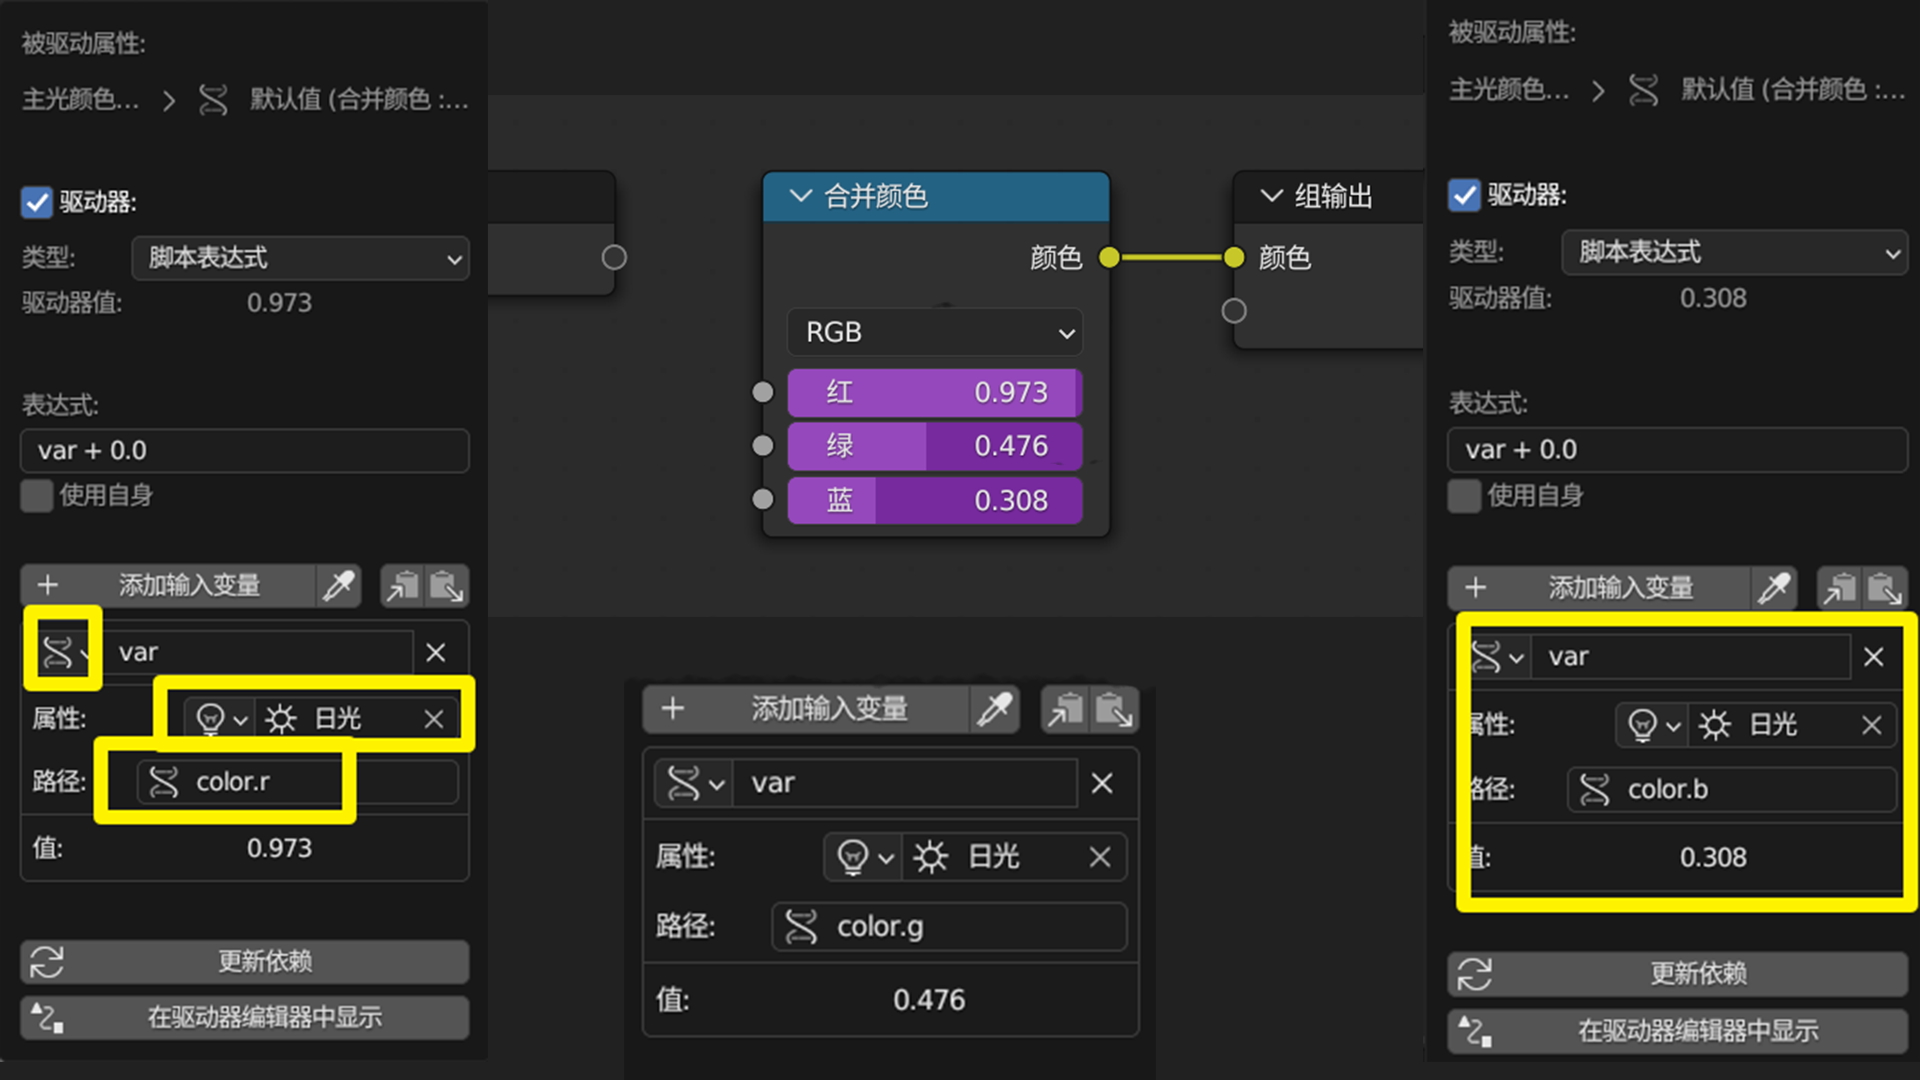 被驱动属性:
主光颜色... > 默认值 (合并颜色 :...
驱动器:
类型: 脚本表达式
驱动器值: 0.973
表达式:
var + 0.0
使用自身
+ 添加输入变量
var
属性: 日光
路径: color.r
值: 0.973
更新依赖
在驱动器编辑器中显示
合并颜色
颜色
RGB
红 0.973
绿 0.476
蓝 0.308
组输出
颜色
+ 添加输入变量
var
属性: 日光
路径: color.g
值: 0.476
被驱动属性:
主光颜色... > 默认值 (合并颜色 :...
驱动器:
类型: 脚本表达式
驱动器值: 0.308
表达式:
var + 0.0
使用自身
+ 添加输入变量
var
属性: 日光
路径: color.b
值: 0.308
更新依赖
在驱动器编辑器中显示